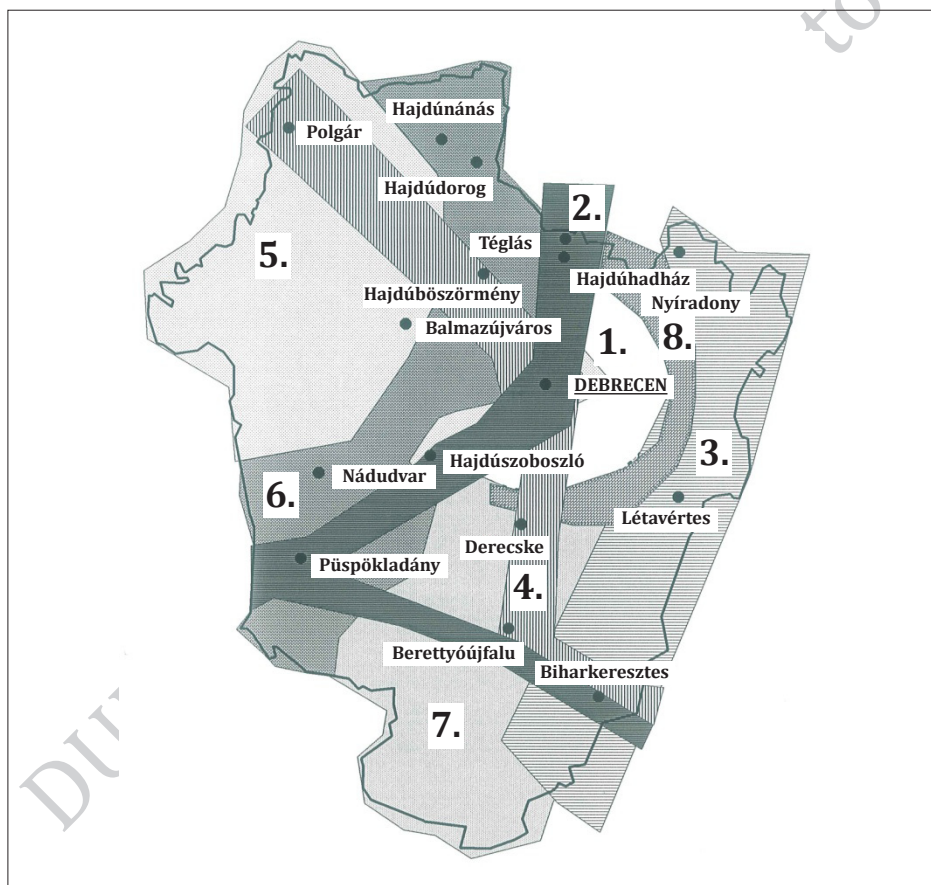 Hajdúnánás
Polgár
Hajdúdorog
2.
Téglás
5.
Hajdúhadház
Hajdúböszörmény
Nyíradony
Balmazújváros
1.
8.
DEBRECEN
3.
Hajdúszoboszló
Nádudvar
6.
Létavértes
Derecske
Püspökladány
4.
Berettyóújfalu
Biharkeresztes
7.